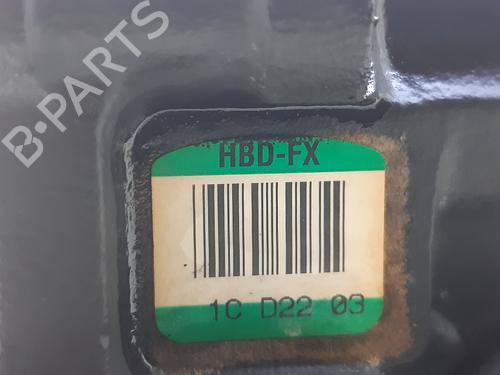 B-PARTS
HBD-FX
1C D22 03